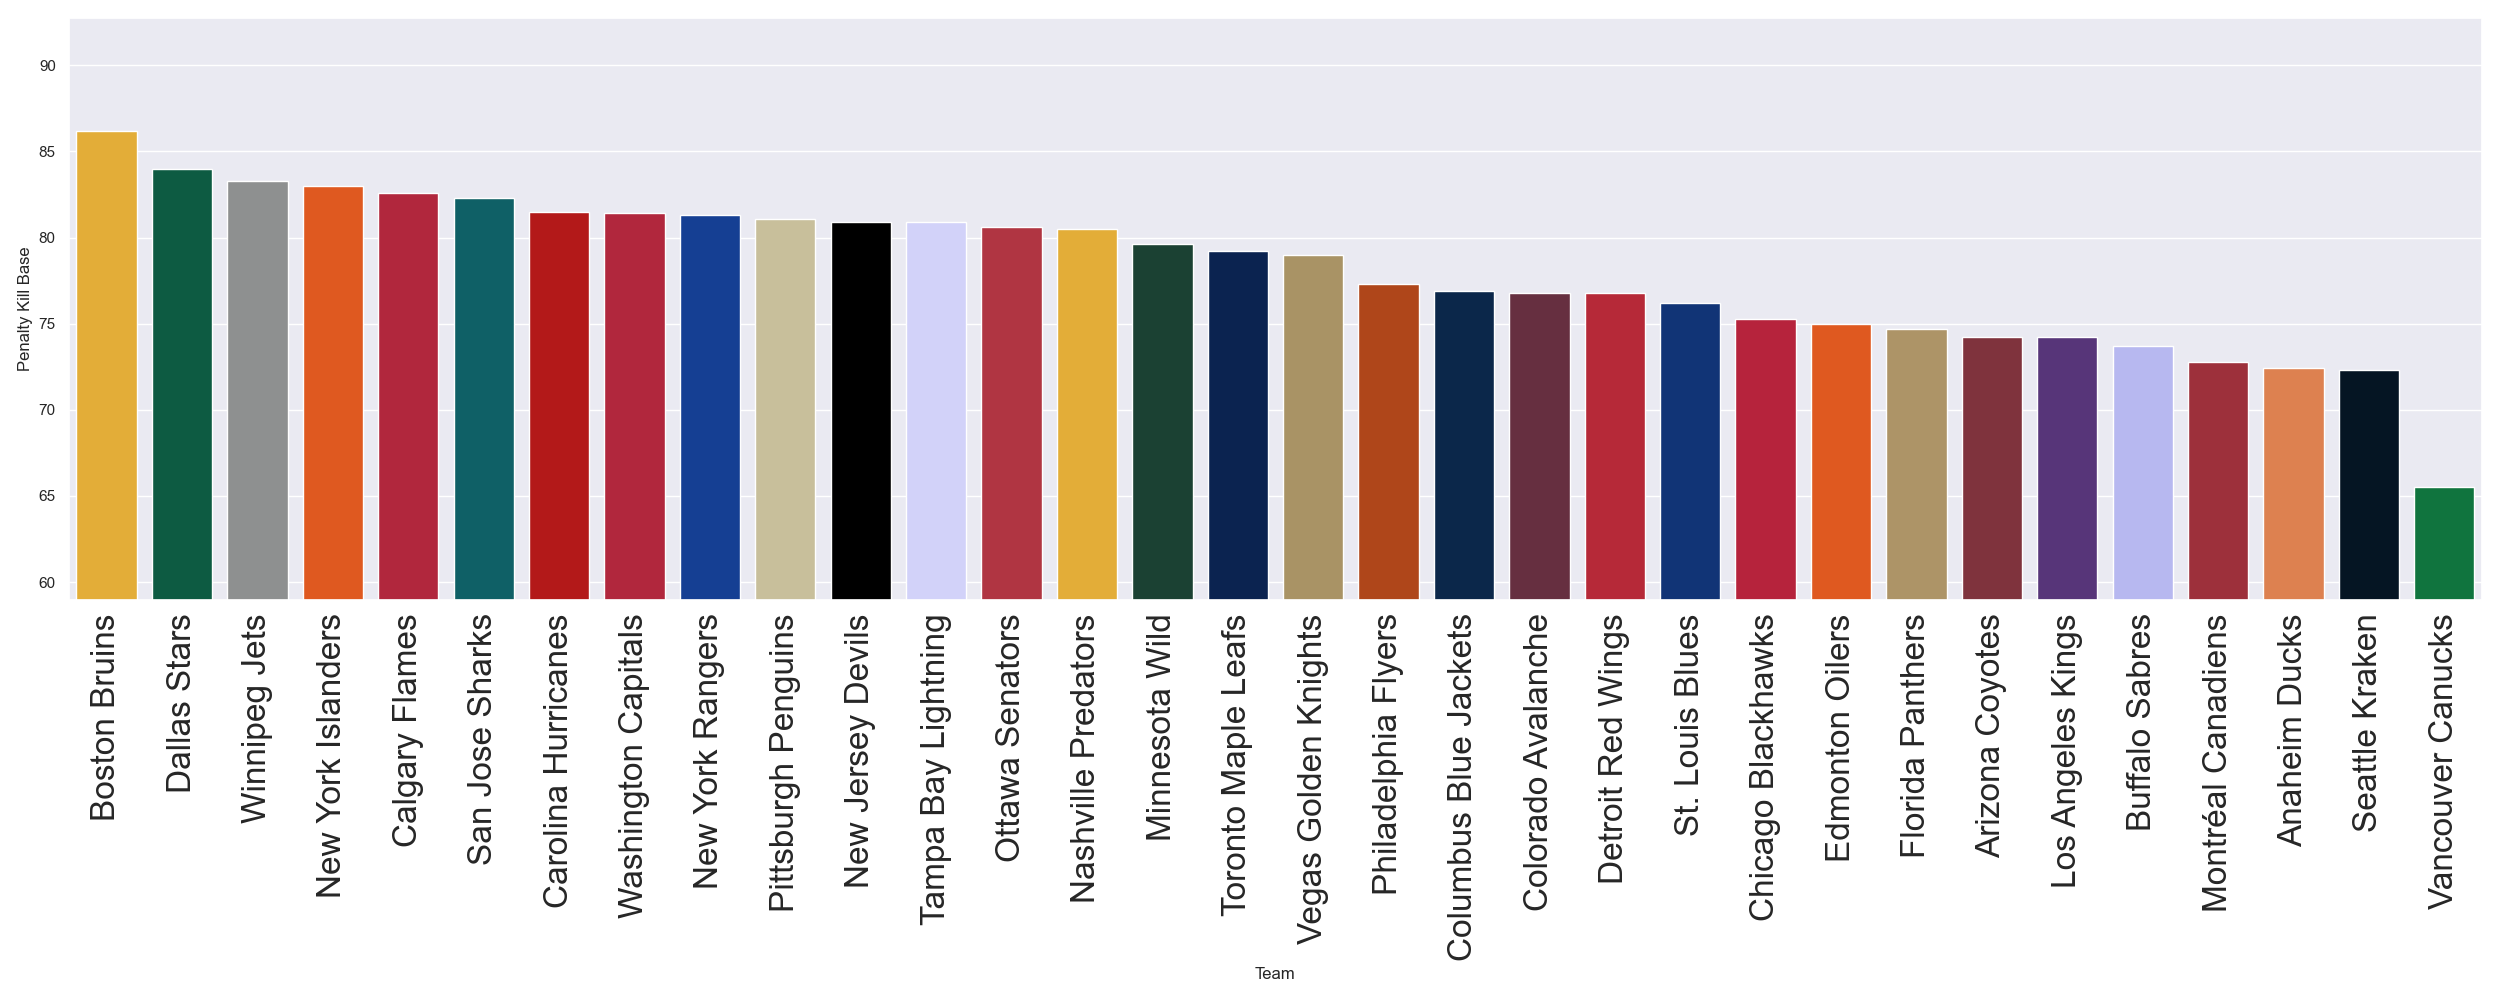 90
85
80
75
70
65
60
Penalty Kill Base
Boston Bruins
Dallas Stars
Winnipeg Jets
New York Islanders
Calgary Flames
San Jose Sharks
Carolina Hurricanes
Washington Capitals
New York Rangers
Pittsburgh Penguins
New Jersey Devils
Tampa Bay Lightning
Ottawa Senators
Nashville Predators
Minnesota Wild
Toronto Maple Leafs
Vegas Golden Knights
Philadelphia Flyers
Columbus Blue Jackets
Colorado Avalanche
Detroit Red Wings
St. Louis Blues
Chicago Blackhawks
Edmonton Oilers
Florida Panthers
Arizona Coyotes
Los Angeles Kings
Buffalo Sabres
Montréal Canadiens
Anaheim Ducks
Seattle Kraken
Vancouver Canucks
Team